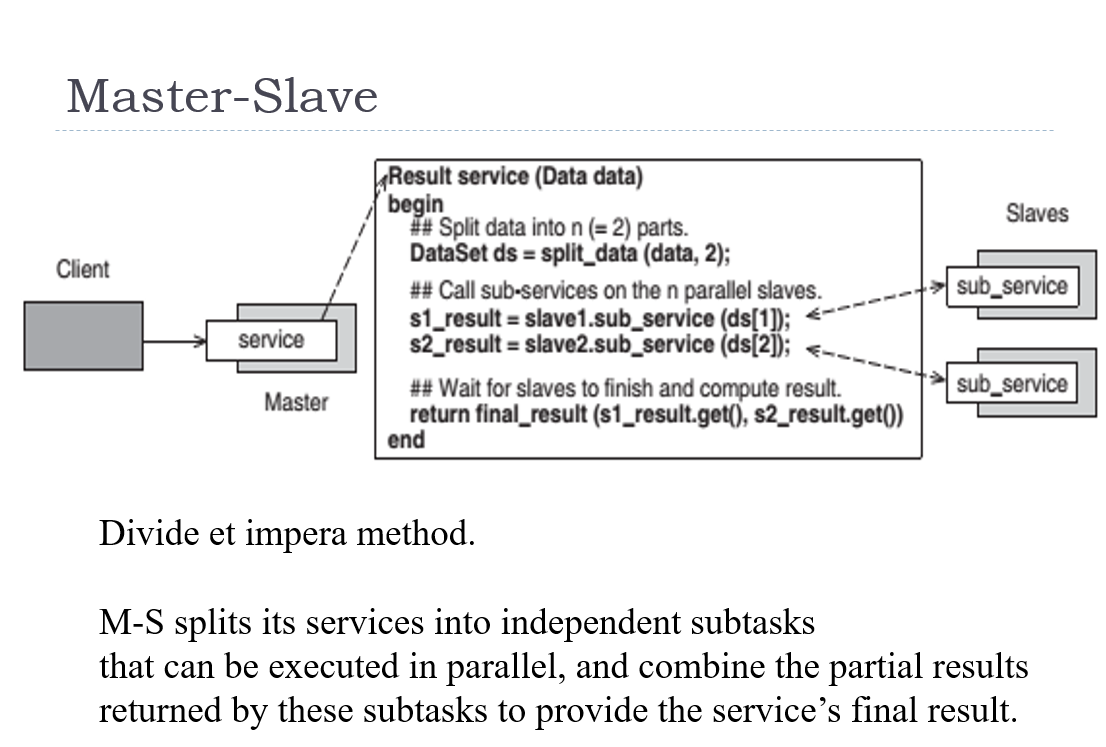 Master-Slave
Result service (Data data)
begin
## Split data into n (= 2) parts.
DataSet ds = split_data (data, 2);
## Call sub-services on the n parallel slaves.
s1_result = slave1.sub_service (ds[1]);
s2_result = slave2.sub_service (ds[2]);
## Wait for slaves to finish and compute result.
return final_result (s1_result.get(), s2_result.get())
end
Client
service
Master
Slaves
sub_service
sub_service
Divide et impera method.
M-S splits its services into independent subtasks
that can be executed in parallel, and combine the partial results
returned by these subtasks to provide the service’s final result.